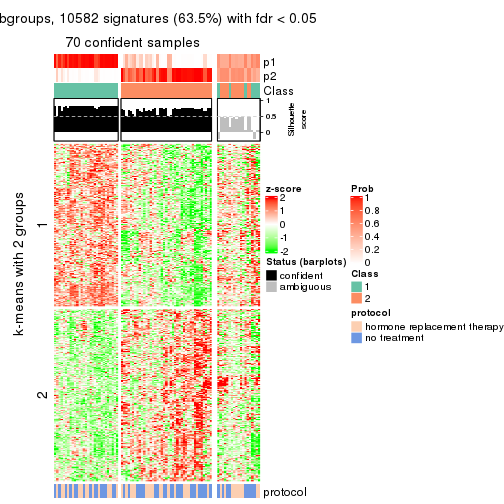 bgroups, 10582 signatures (63.5%) with fdr < 0.05
70 confident samples
p1
p2
Class
1
0.5
0
Silhouette
score
k-means with 2 groups
1
2
z-score
2
1
0
-1
-2
Status (barplots)
confident
ambiguous
Prob
1
0.8
0.6
0.4
0.2
0
Class
1
2
protocol
hormone replacement therapy
no treatment
protocol